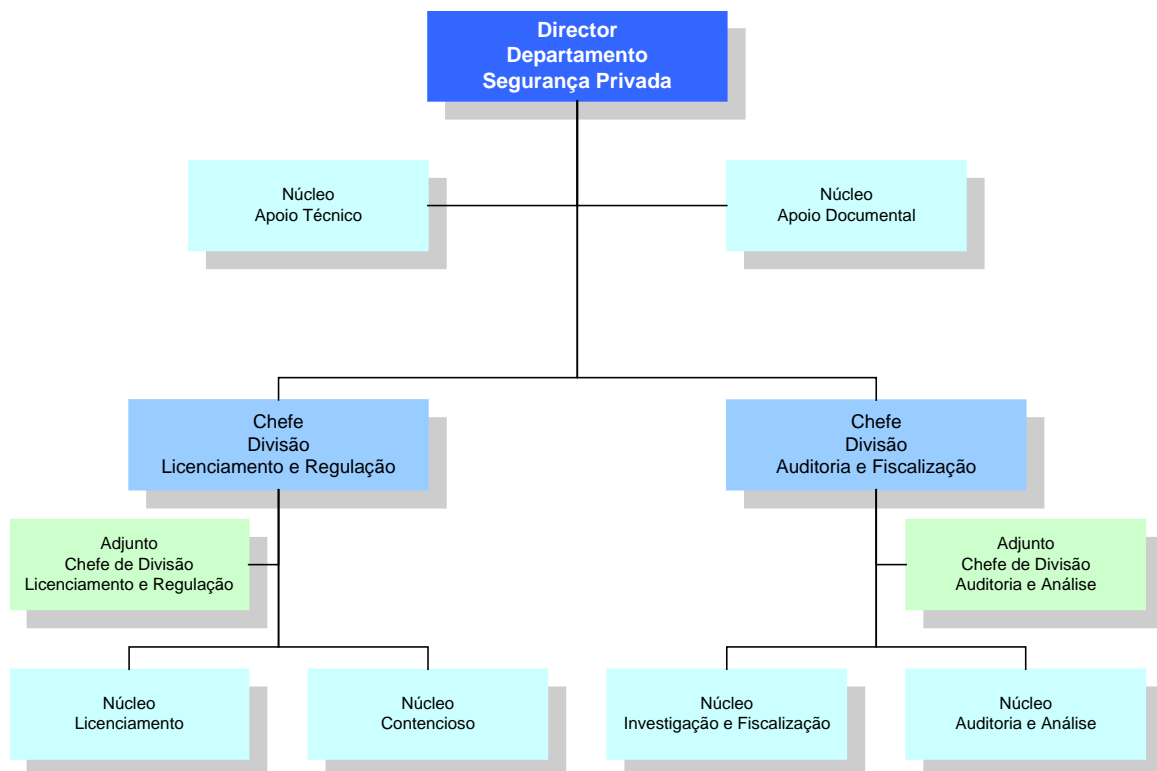 Director
Departamento
Segurança Privada
Núcleo
Apoio Técnico
Núcleo
Apoio Documental
Chefe
Divisão
Licenciamento e Regulação
Chefe
Divisão
Auditoria e Fiscalização
Adjunto
Chefe de Divisão
Licenciamento e Regulação
Adjunto
Chefe de Divisão
Auditoria e Análise
Núcleo
Licenciamento
Núcleo
Contencioso
Núcleo
Investigação e Fiscalização
Núcleo
Auditoria e Análise